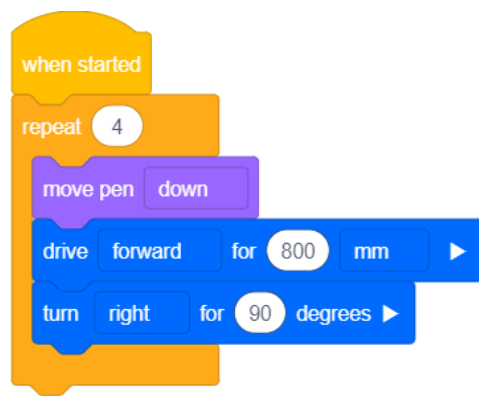 when started
repeat 4
move pen down
drive forward for 800 mm
turn right for 90 degrees